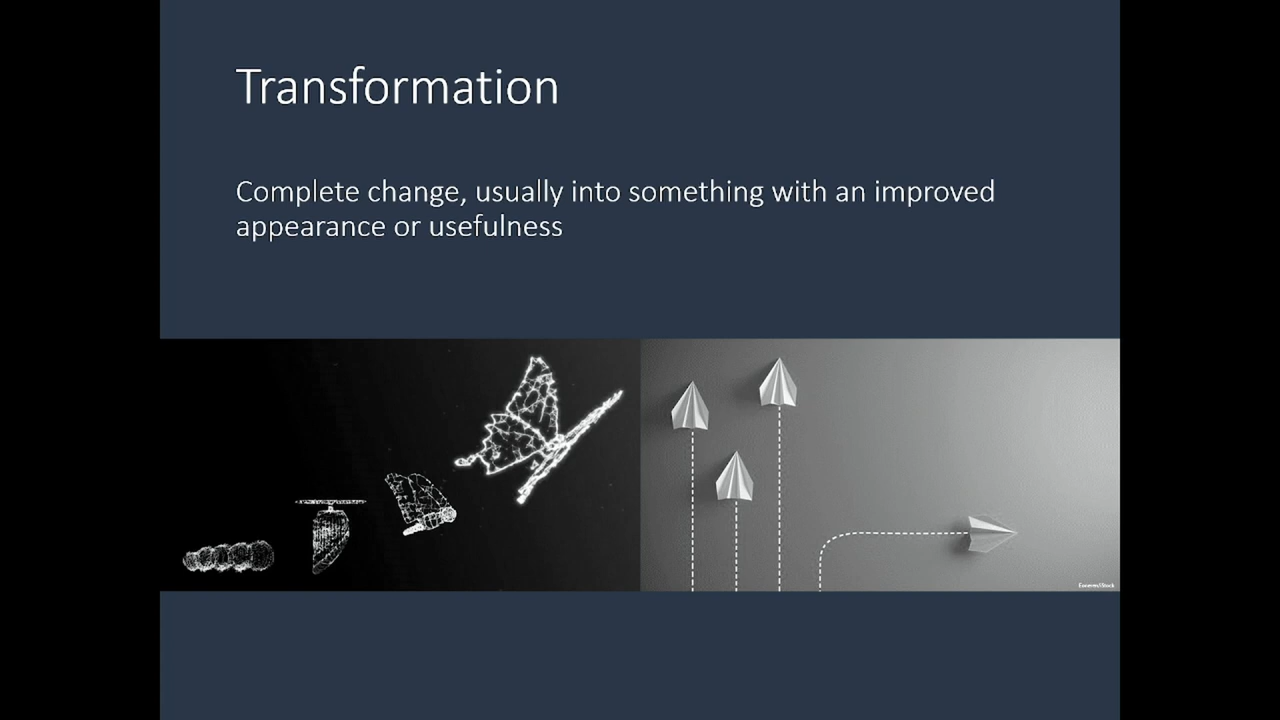 Transformation
Complete change, usually into something with an improved
appearance or usefulness